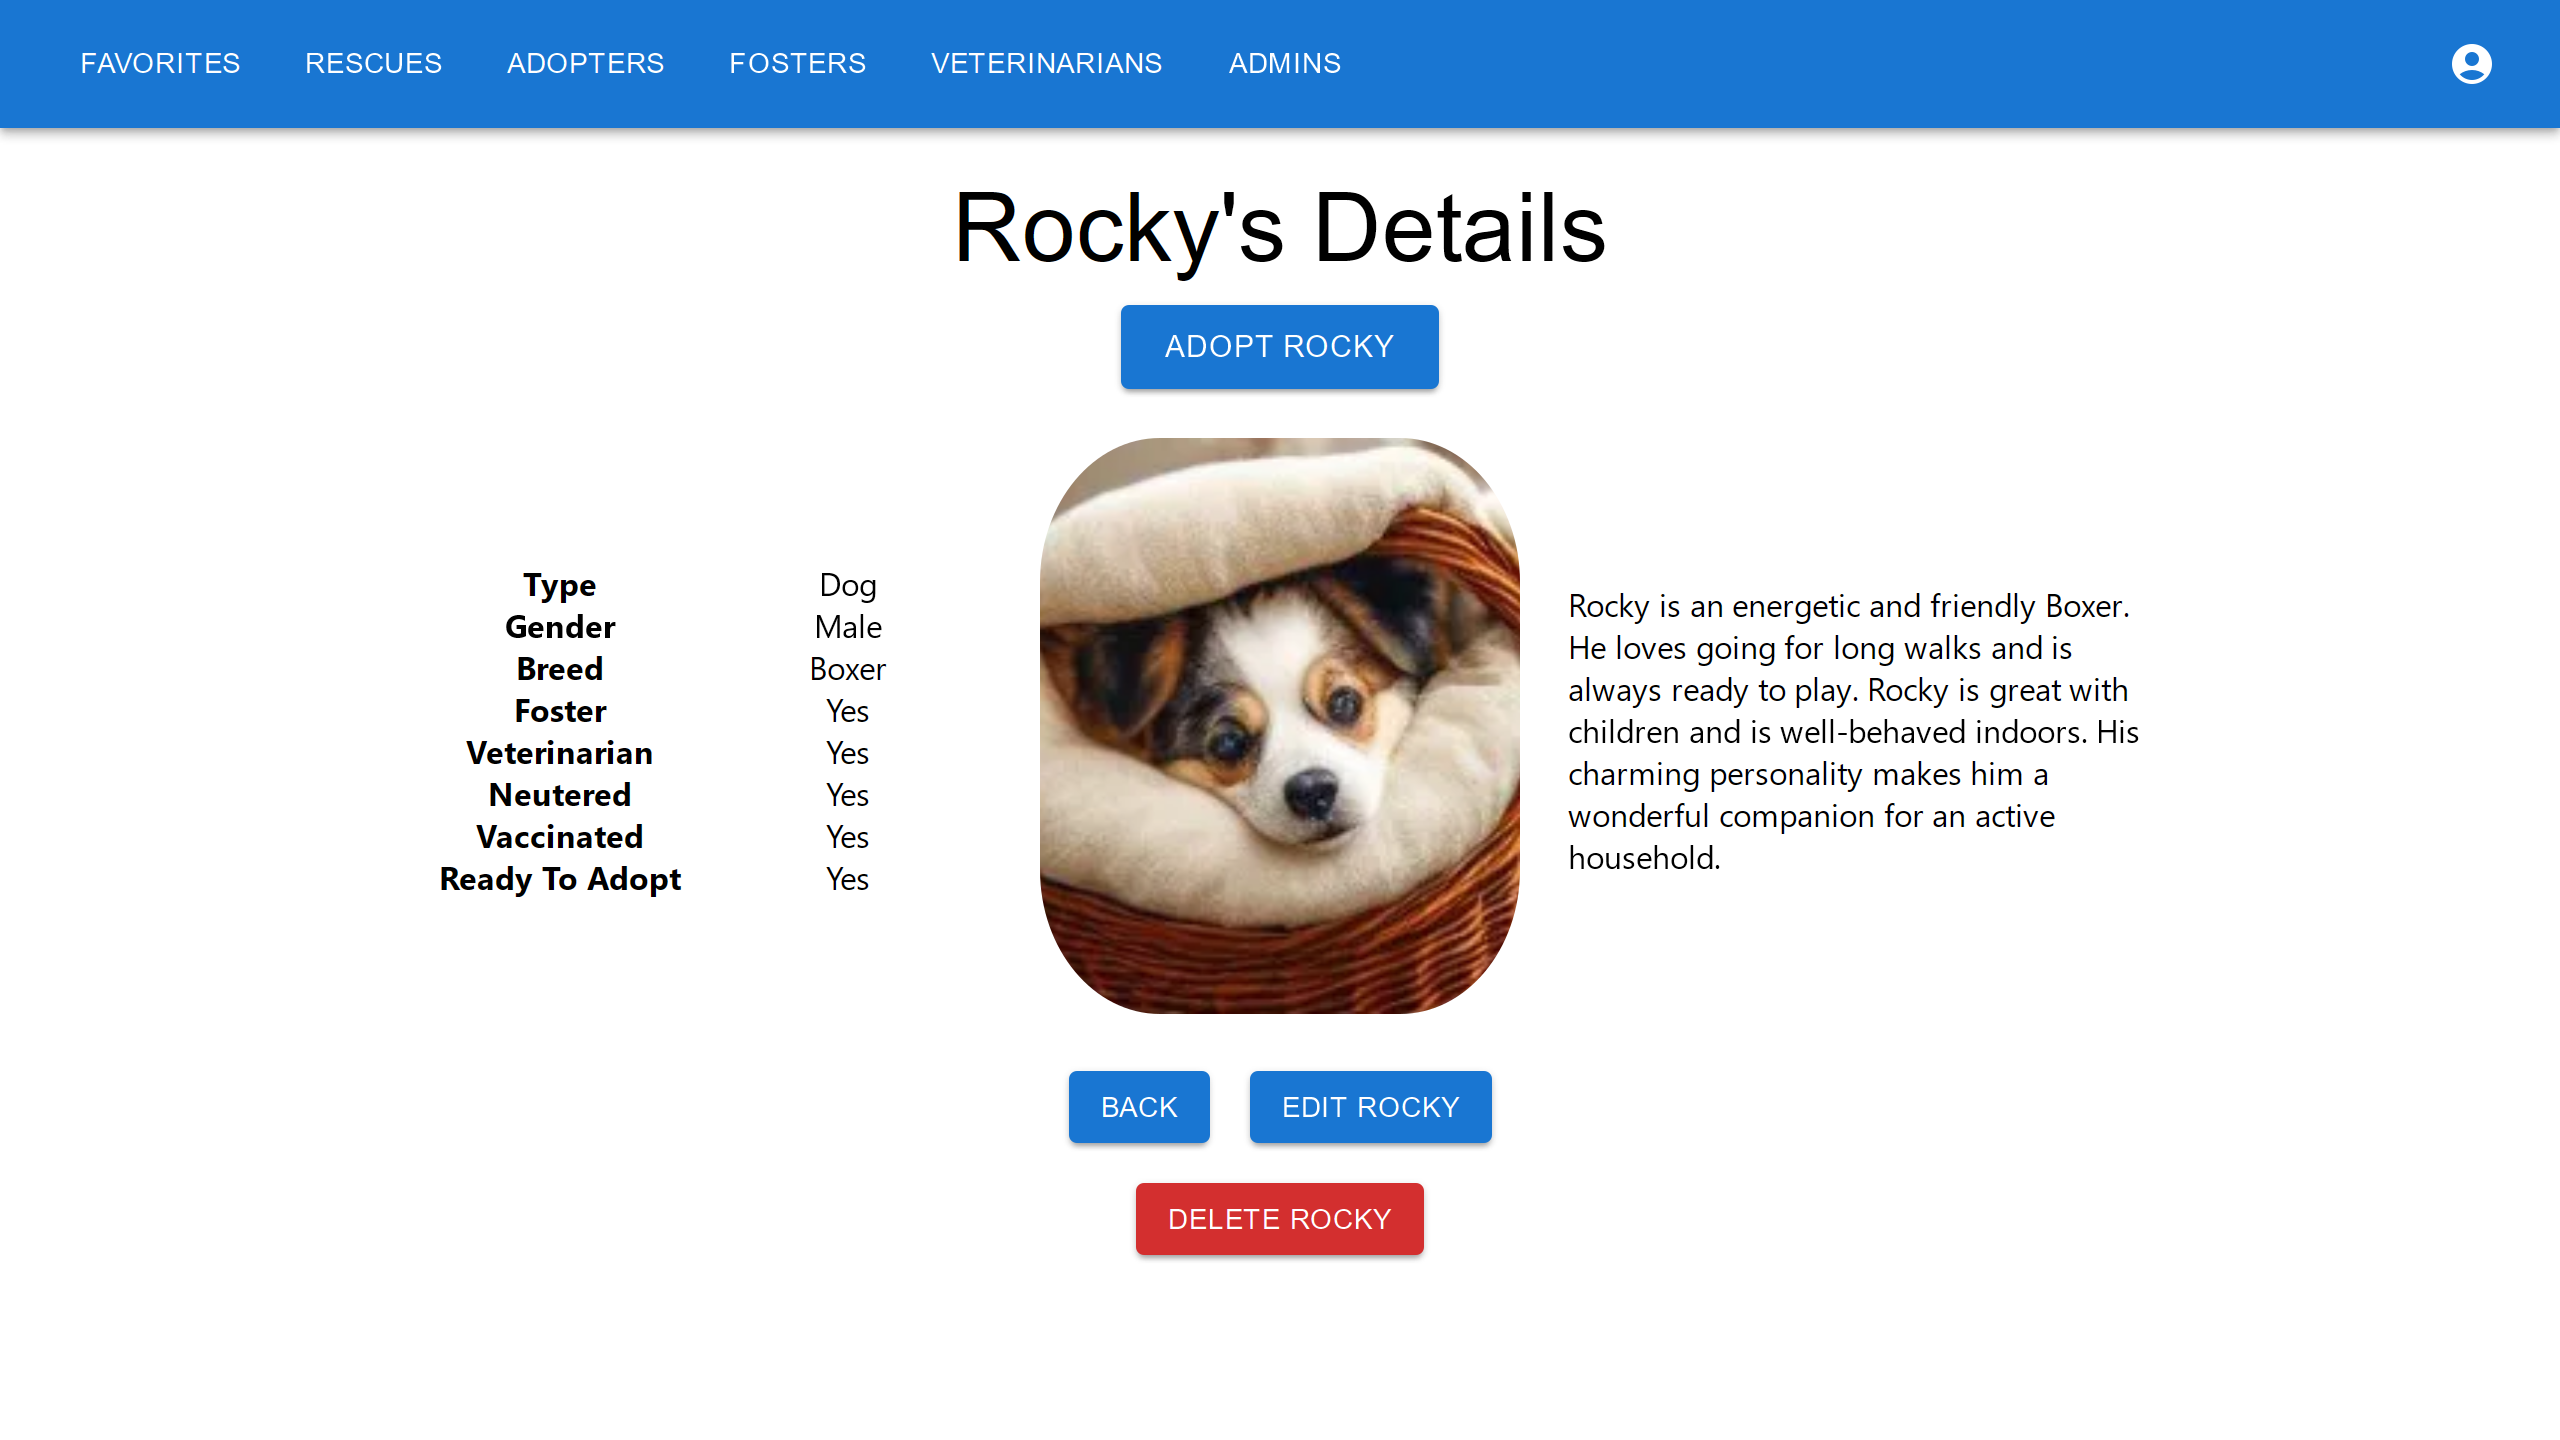 FAVORITES RESCUES ADOPTERS FOSTERS VETERINARIANS ADMINS
Rocky's Details
ADOPT ROCKY
Type Dog
Gender Male
Breed Boxer
Foster Yes
Veterinarian Yes
Neutered Yes
Vaccinated Yes
Ready To Adopt Yes
Rocky is an energetic and friendly Boxer.
He loves going for long walks and is
always ready to play. Rocky is great with
children and is well-behaved indoors. His
charming personality makes him a
wonderful companion for an active
household.
BACK EDIT ROCKY
DELETE ROCKY